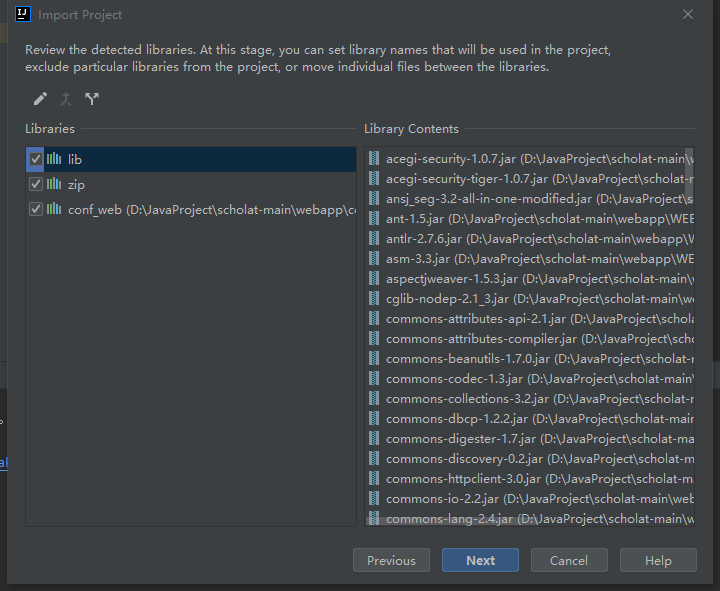 Import Project
Review the detected libraries. At this stage, you can set library names that will be used in the project,
exclude particular libraries from the project, or move individual files between the libraries.
Libraries
lib
zip
conf_web (D:\JavaProject\scholat-main\webapp\co
Library Contents
acegi-security-1.0.7.jar (D:\JavaProject\scholat-main\w
acegi-security-tiger-1.0.7.jar (D:\JavaProject\scholat-m
ansj_seg-3.2-all-in-one-modified.jar (D:\JavaProject\s
ant-1.5.jar (D:\JavaProject\scholat-main\webapp\WEB
antlr-2.7.6.jar (D:\JavaProject\scholat-main\webapp\W
asm-3.3.jar (D:\JavaProject\scholat-main\webapp\WE
aspectjweaver-1.5.3.jar (D:\JavaProject\scholat-main\
cglib-nodep-2.1_3.jar (D:\JavaProject\scholat-main\we
commons-attributes-api-2.1.jar (D:\JavaProject\scholat
commons-attributes-compiler.jar (D:\JavaProject\scho
commons-beanutils-1.7.0.jar (D:\JavaProject\scholat-r
commons-codec-1.3.jar (D:\JavaProject\scholat-main\
commons-collections-3.2.jar (D:\JavaProject\scholat-m
commons-dbcp-1.2.2.jar (D:\JavaProject\scholat-main
commons-digester-1.7.jar (D:\JavaProject\scholat-mai
commons-discovery-0.2.jar (D:\JavaProject\scholat-ma
commons-httpclient-3.0.jar (D:\JavaProject\scholat-m
commons-io-2.2.jar (D:\JavaProject\scholat-main\web
commons-lang-2.4.jar (D:\JavaProject\scholat-main\w
Previous
Next
Cancel
Help